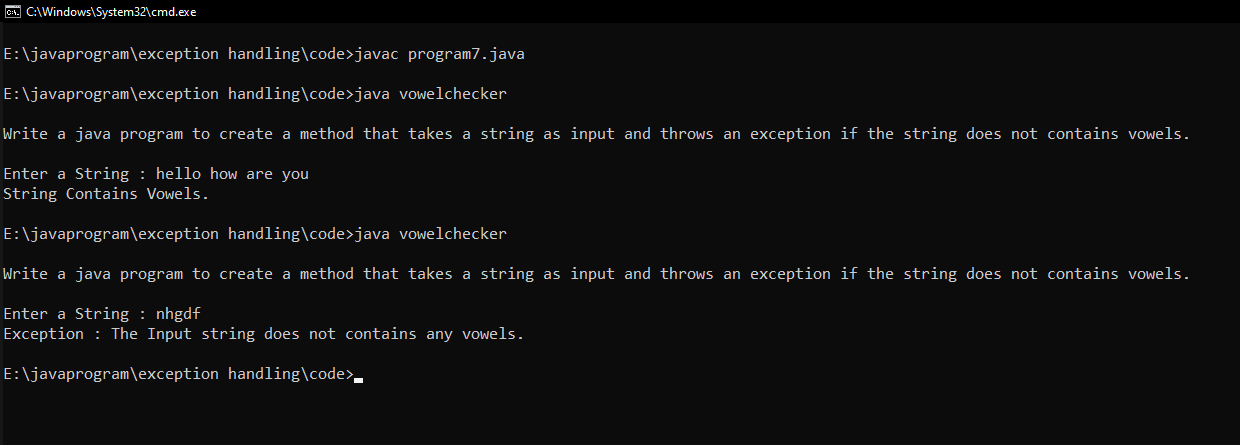 C:\Windows\System32\cmd.exe
E:\javaprogram\exception handling\code>javac program7.java
E:\javaprogram\exception handling\code>java vowelchecker
Write a java program to create a method that takes a string as input and throws an exception if the string does not contains vowels.
Enter a String : hello how are you
String Contains Vowels.
E:\javaprogram\exception handling\code>java vowelchecker
Write a java program to create a method that takes a string as input and throws an exception if the string does not contains vowels.
Enter a String : nhgdf
Exception : The Input string does not contains any vowels.
E:\javaprogram\exception handling\code>